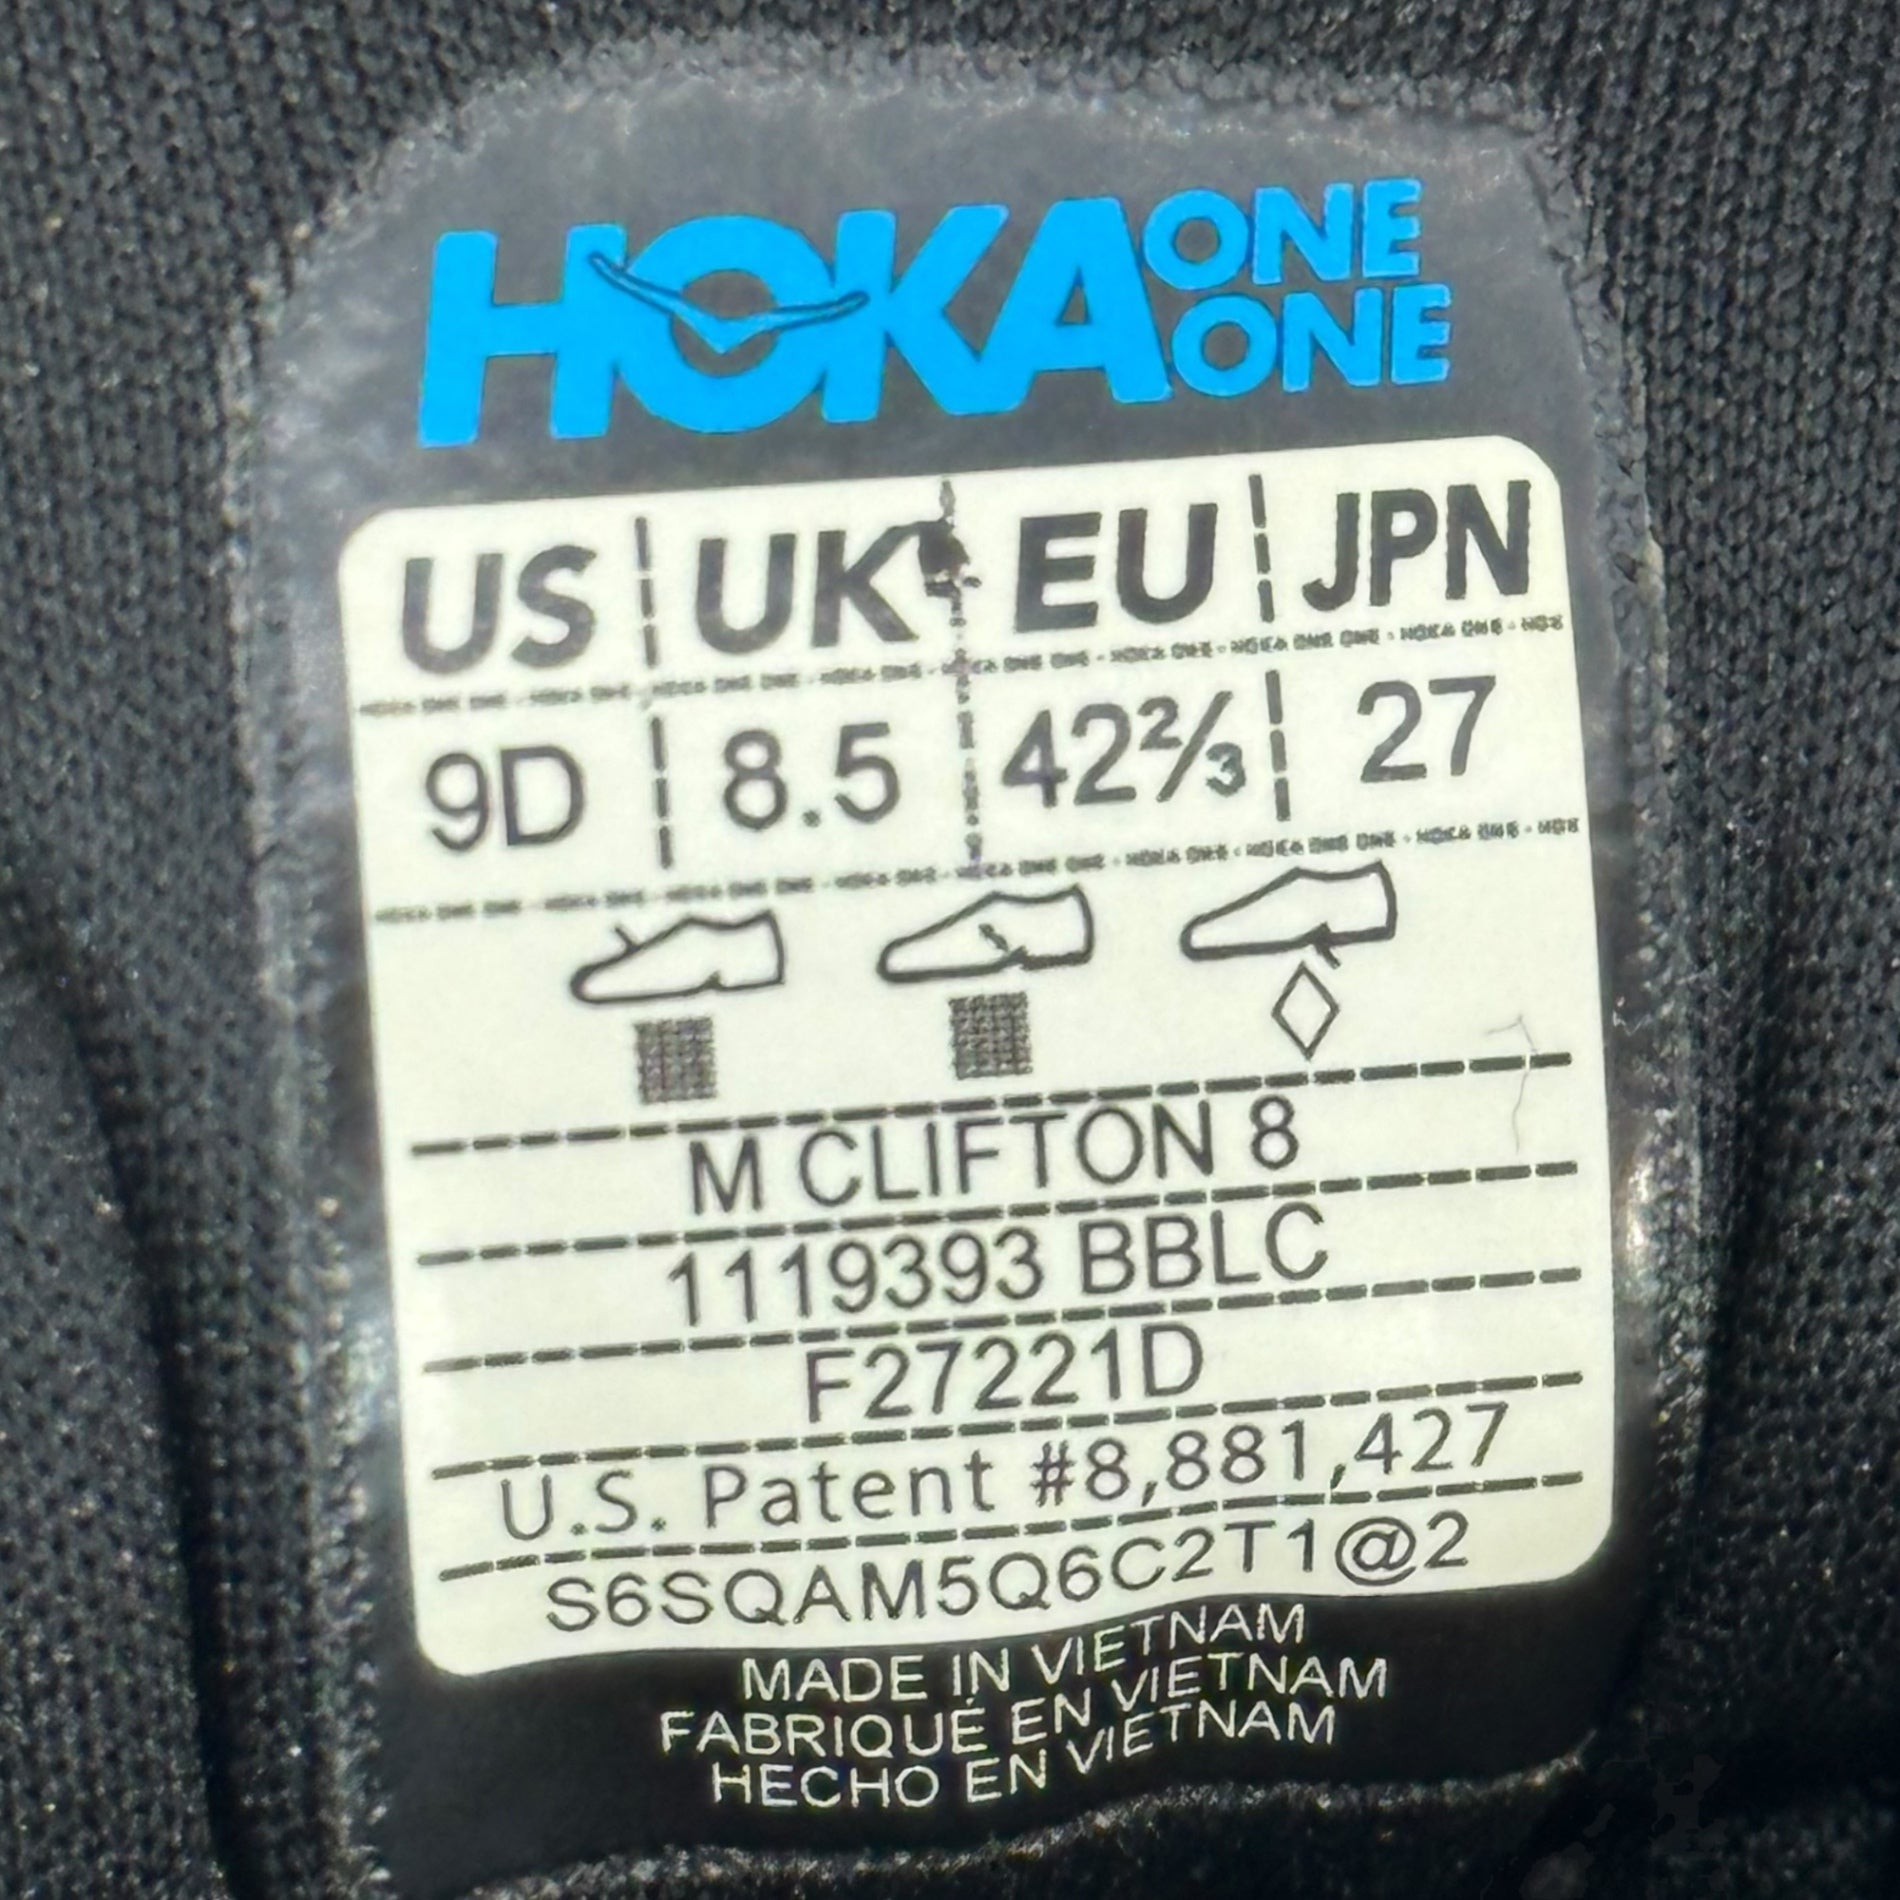 HOKA ONE ONE
US UK EU JPN
9D 8.5 42⅔ 27
M CLIFTON 8
1119393 BBLC
F27221D
U.S. Patent #8,881,427
S6SQAM5Q6C2T1@2
MADE IN VIETNAM
FABRIQUÉ EN VIETNAM
HECHO EN VIETNAM